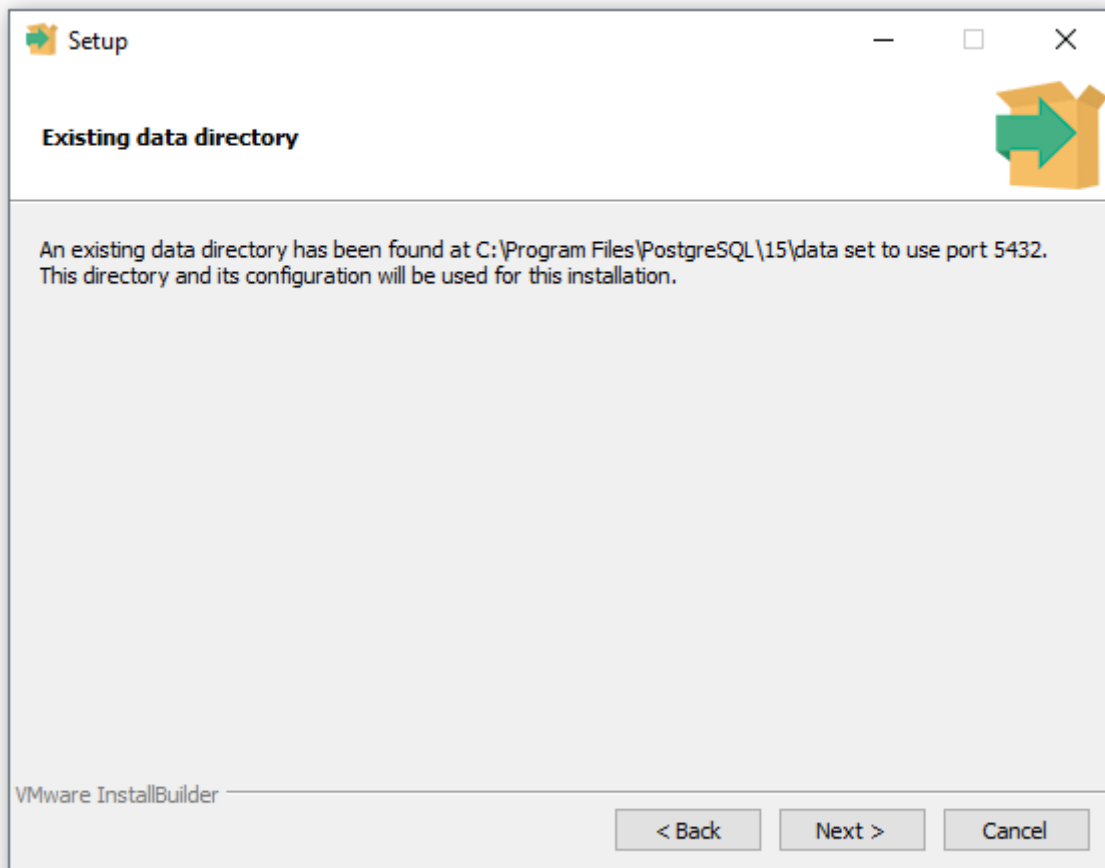 Setup
Existing data directory
An existing data directory has been found at C:\Program Files\PostgreSQL\15\data set to use port 5432.
This directory and its configuration will be used for this installation.
VMware InstallBuilder
< Back
Next >
Cancel